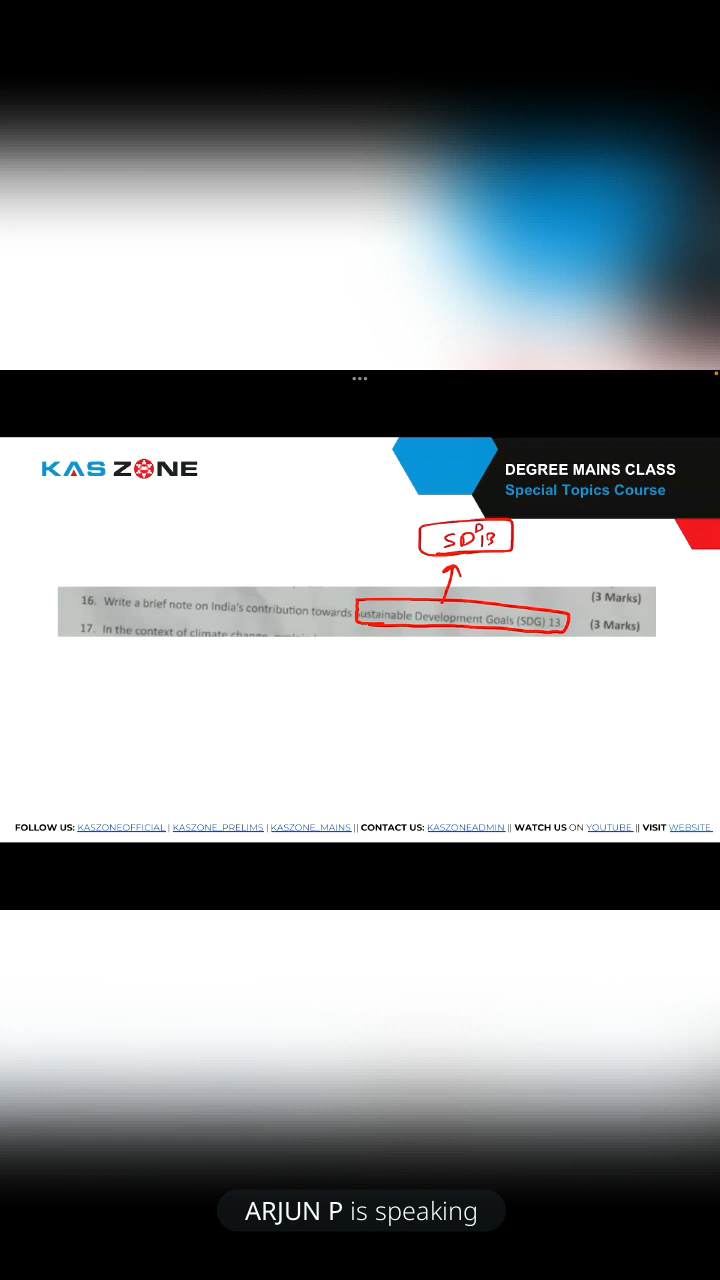 KAS ZONE
DEGREE MAINS CLASS
Special Topics Course
SDP13
16. Write a brief note on India's contribution towards Sustainable Development Goals (SDG) 13. (3 Marks)
17. In the context of climate change, (3 Marks)
FOLLOW US: KASZONEOFFICIAL | KASZONE_PRELIMS | KASZONE_MAINS || CONTACT US: KASZONEADMIN || WATCH US ON YOUTUBE || VISIT WEBSITE
ARJUN P is speaking